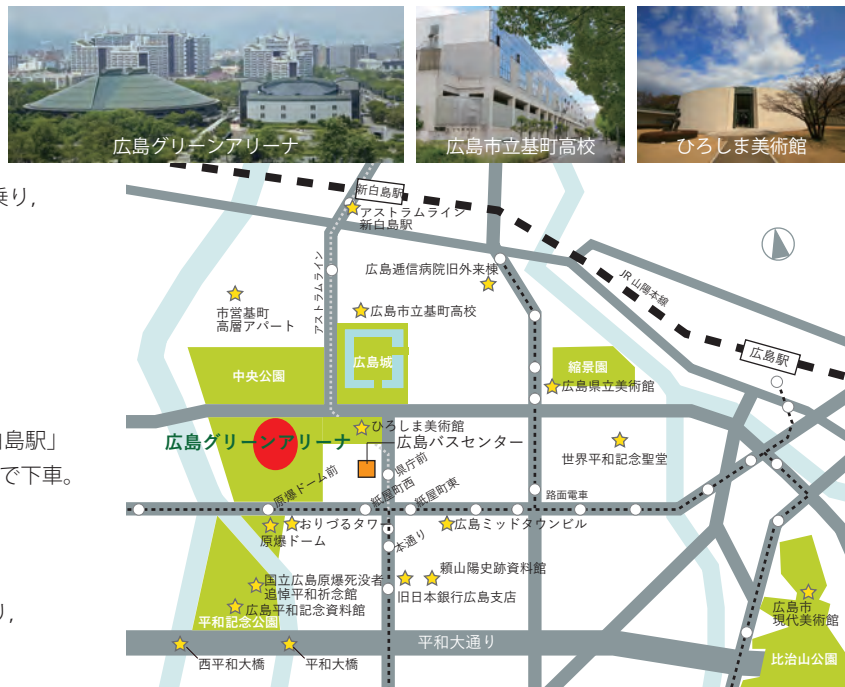 広島グリーンアリーナ
広島市立基町高校
ひろしま美術館
乗り,
島駅」
で下車。
り,
新白島駅
アストラムライン
新白島駅
広島逓信病院旧外来棟
JR 山陽本線
アストラムライン
市営基町
高層アパート
広島市立基町高校
広島城
中央公園
広島駅
縮景園
広島県立美術館
ひろしま美術館
広島グリーンアリーナ
広島バスセンター
世界平和記念聖堂
県庁前
原爆ドーム前
紙屋町西
紙屋町東
路面電車
おりづるタワー
原爆ドーム
本通り
広島ミッドタウンビル
頼山陽史跡資料館
旧日本銀行広島支店
国立広島原爆死没者
追悼平和祈念館
広島平和記念資料館
平和記念公園
広島市
現代美術館
平和大通り
西平和大橋
平和大橋
比治山公園